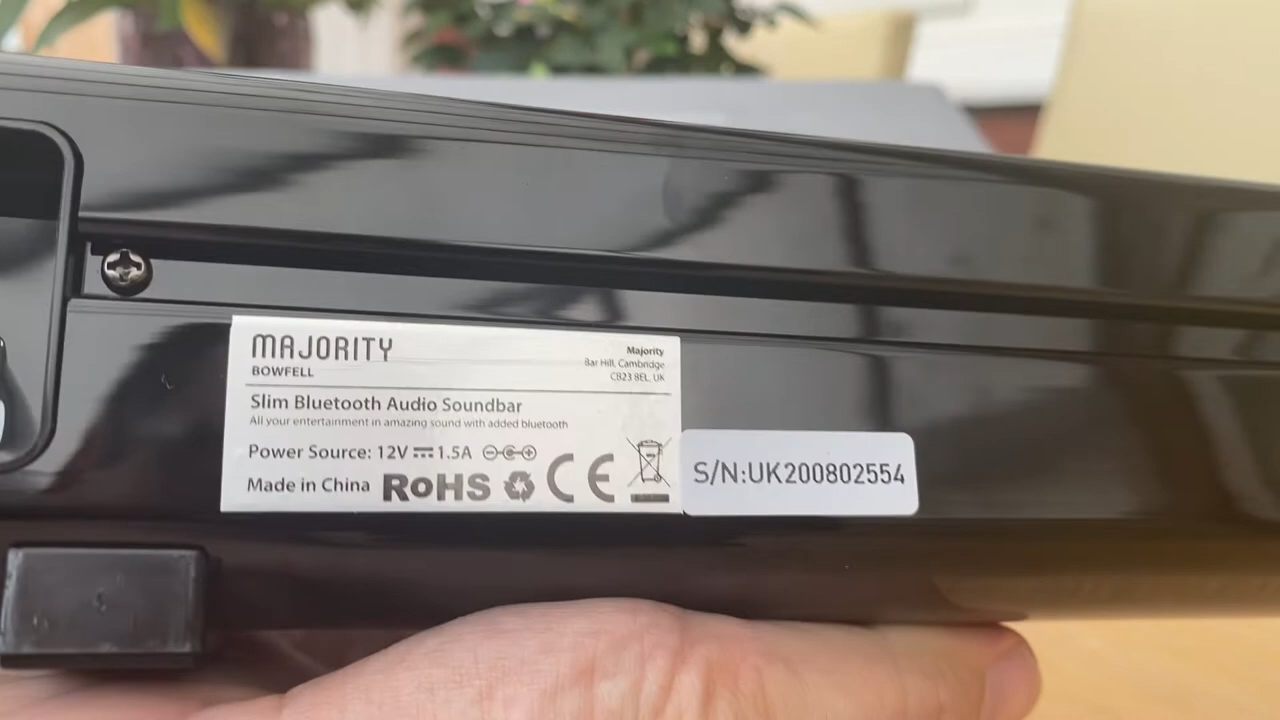 MAJORITY
BOWFELL
Majority
Bar Hill, Cambridge
CB23 8EL, UK
Slim Bluetooth Audio Soundbar
All your entertainment in amazing sound with added bluetooth
Power Source: 12V⎓1.5A
Made in China RoHS CE
S/N:UK200802554